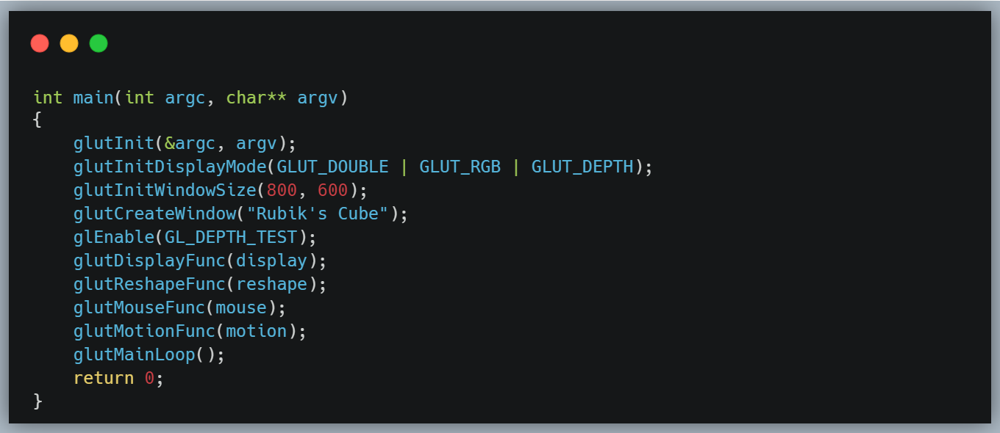 int main(int argc, char** argv)
{
    glutInit(&argc, argv);
    glutInitDisplayMode(GLUT_DOUBLE | GLUT_RGB | GLUT_DEPTH);
    glutInitWindowSize(800, 600);
    glutCreateWindow("Rubik's Cube");
    glEnable(GL_DEPTH_TEST);
    glutDisplayFunc(display);
    glutReshapeFunc(reshape);
    glutMouseFunc(mouse);
    glutMotionFunc(motion);
    glutMainLoop();
    return 0;
}